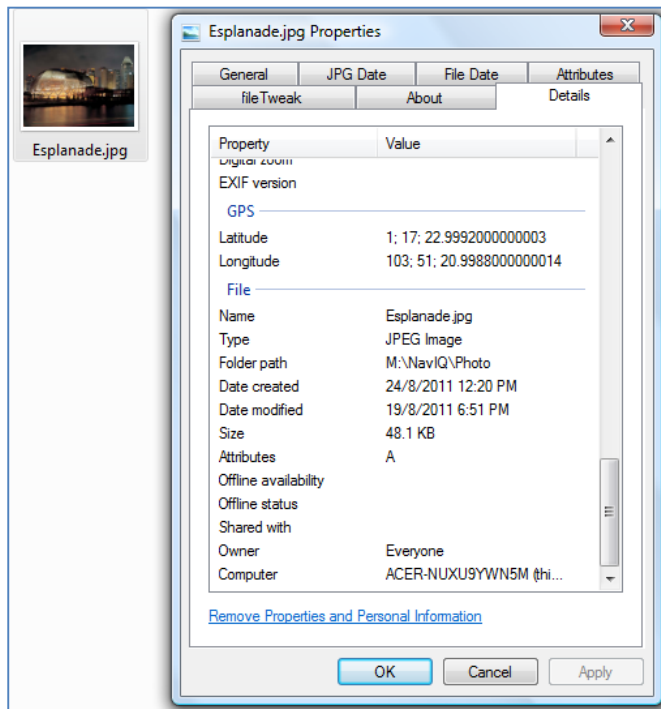 Esplanade.jpg
Esplanade.jpg Properties
General JPG Date File Date Attributes
fileTweak About Details
Property Value
Digital zoom
EXIF version
GPS
Latitude 1; 17; 22.9992000000003
Longitude 103; 51; 20.9988000000014
File
Name Esplanade.jpg
Type JPEG Image
Folder path M:\NavIQ\Photo
Date created 24/8/2011 12:20 PM
Date modified 19/8/2011 6:51 PM
Size 48.1 KB
Attributes A
Offline availability
Offline status
Shared with
Owner Everyone
Computer ACER-NUXU9YWN5M (thi...
Remove Properties and Personal Information
OK Cancel Apply